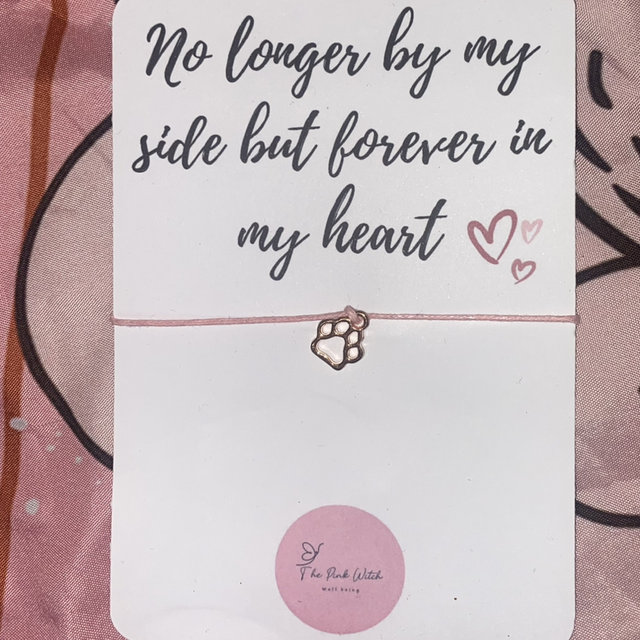 No longer by my
side but forever in
my heart
The Pink Witch
well being